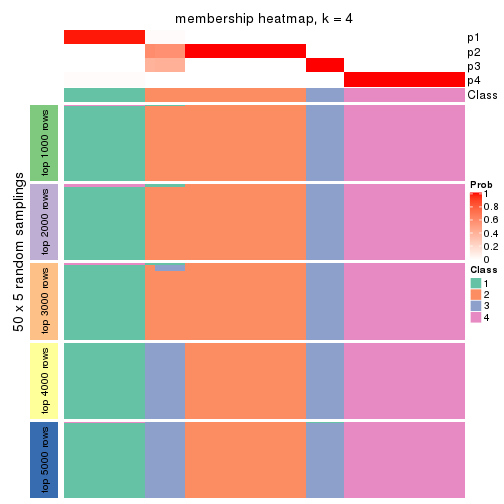 membership heatmap, k = 4
p1
p2
p3
p4
Class
50 x 5 random samplings
top 1000 rows
top 2000 rows
top 3000 rows
top 4000 rows
top 5000 rows
Prob
1
0.8
0.6
0.4
0.2
0
Class
1
2
3
4